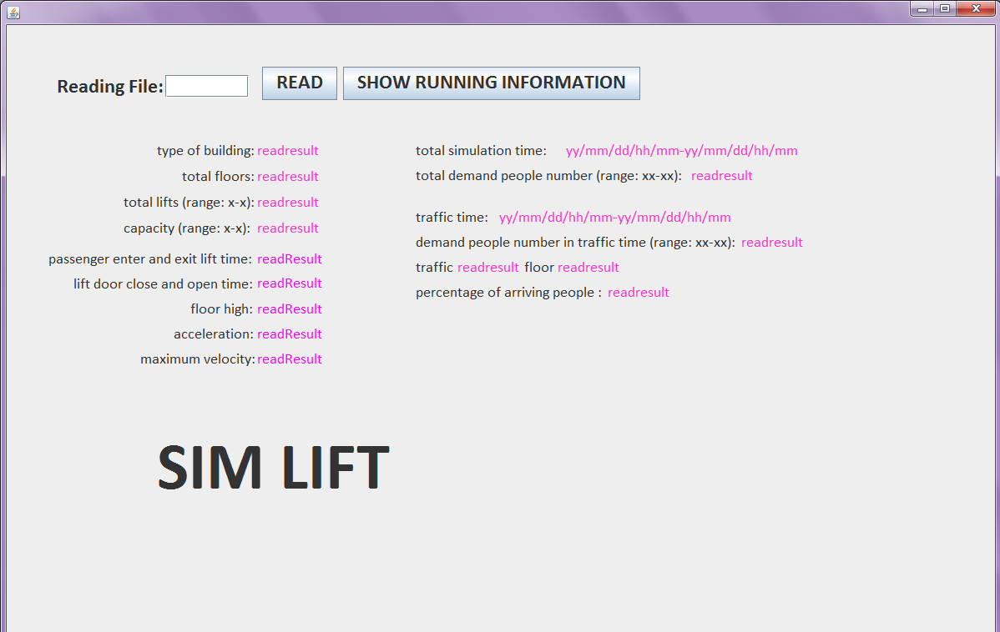 Reading File: READ SHOW RUNNING INFORMATION
type of building: readresult
total floors: readresult
total lifts (range: x-x): readresult
capacity (range: x-x): readresult
passenger enter and exit lift time: readResult
lift door close and open time: readResult
floor high: readResult
acceleration: readResult
maximum velocity: readResult
total simulation time: yy/mm/dd/hh/mm-yy/mm/dd/hh/mm
total demand people number (range: xx-xx): readresult
traffic time: yy/mm/dd/hh/mm-yy/mm/dd/hh/mm
demand people number in traffic time (range: xx-xx): readresult
traffic readresult floor readresult
percentage of arriving people : readresult
SIM LIFT